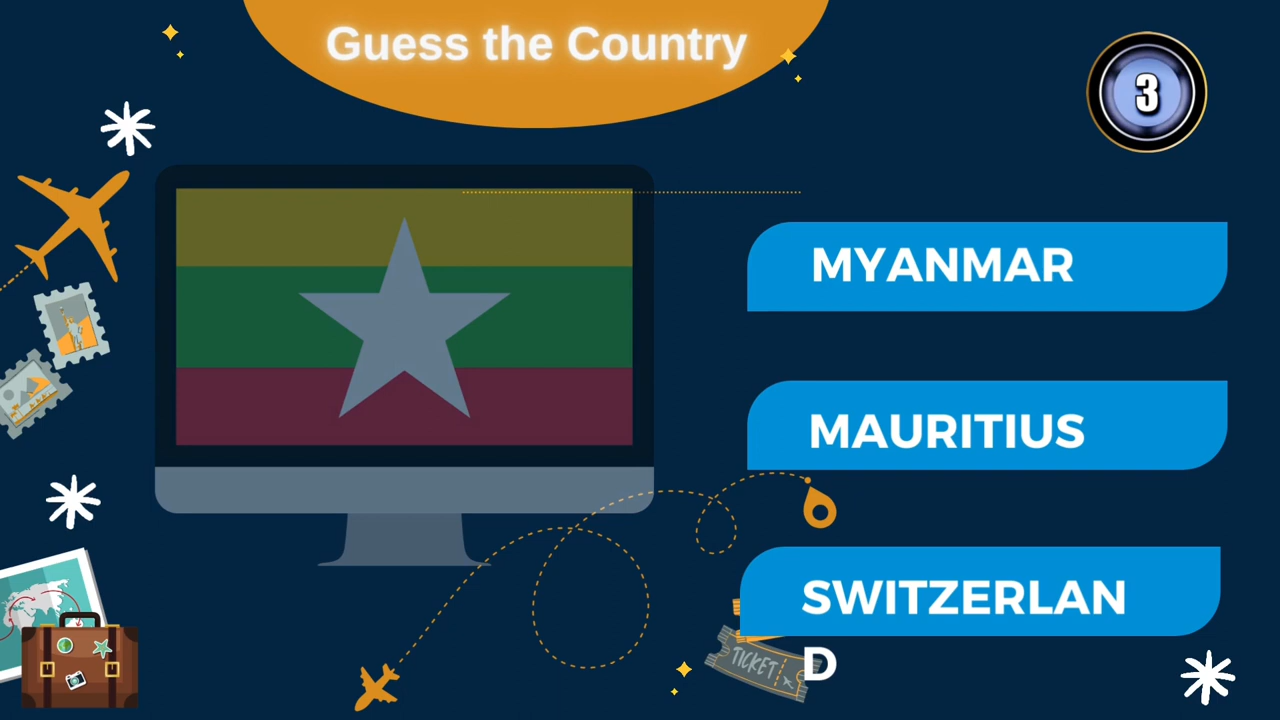 Guess the Country
3
MYANMAR
MAURITIUS
SWITZERLAN
D
TICKET